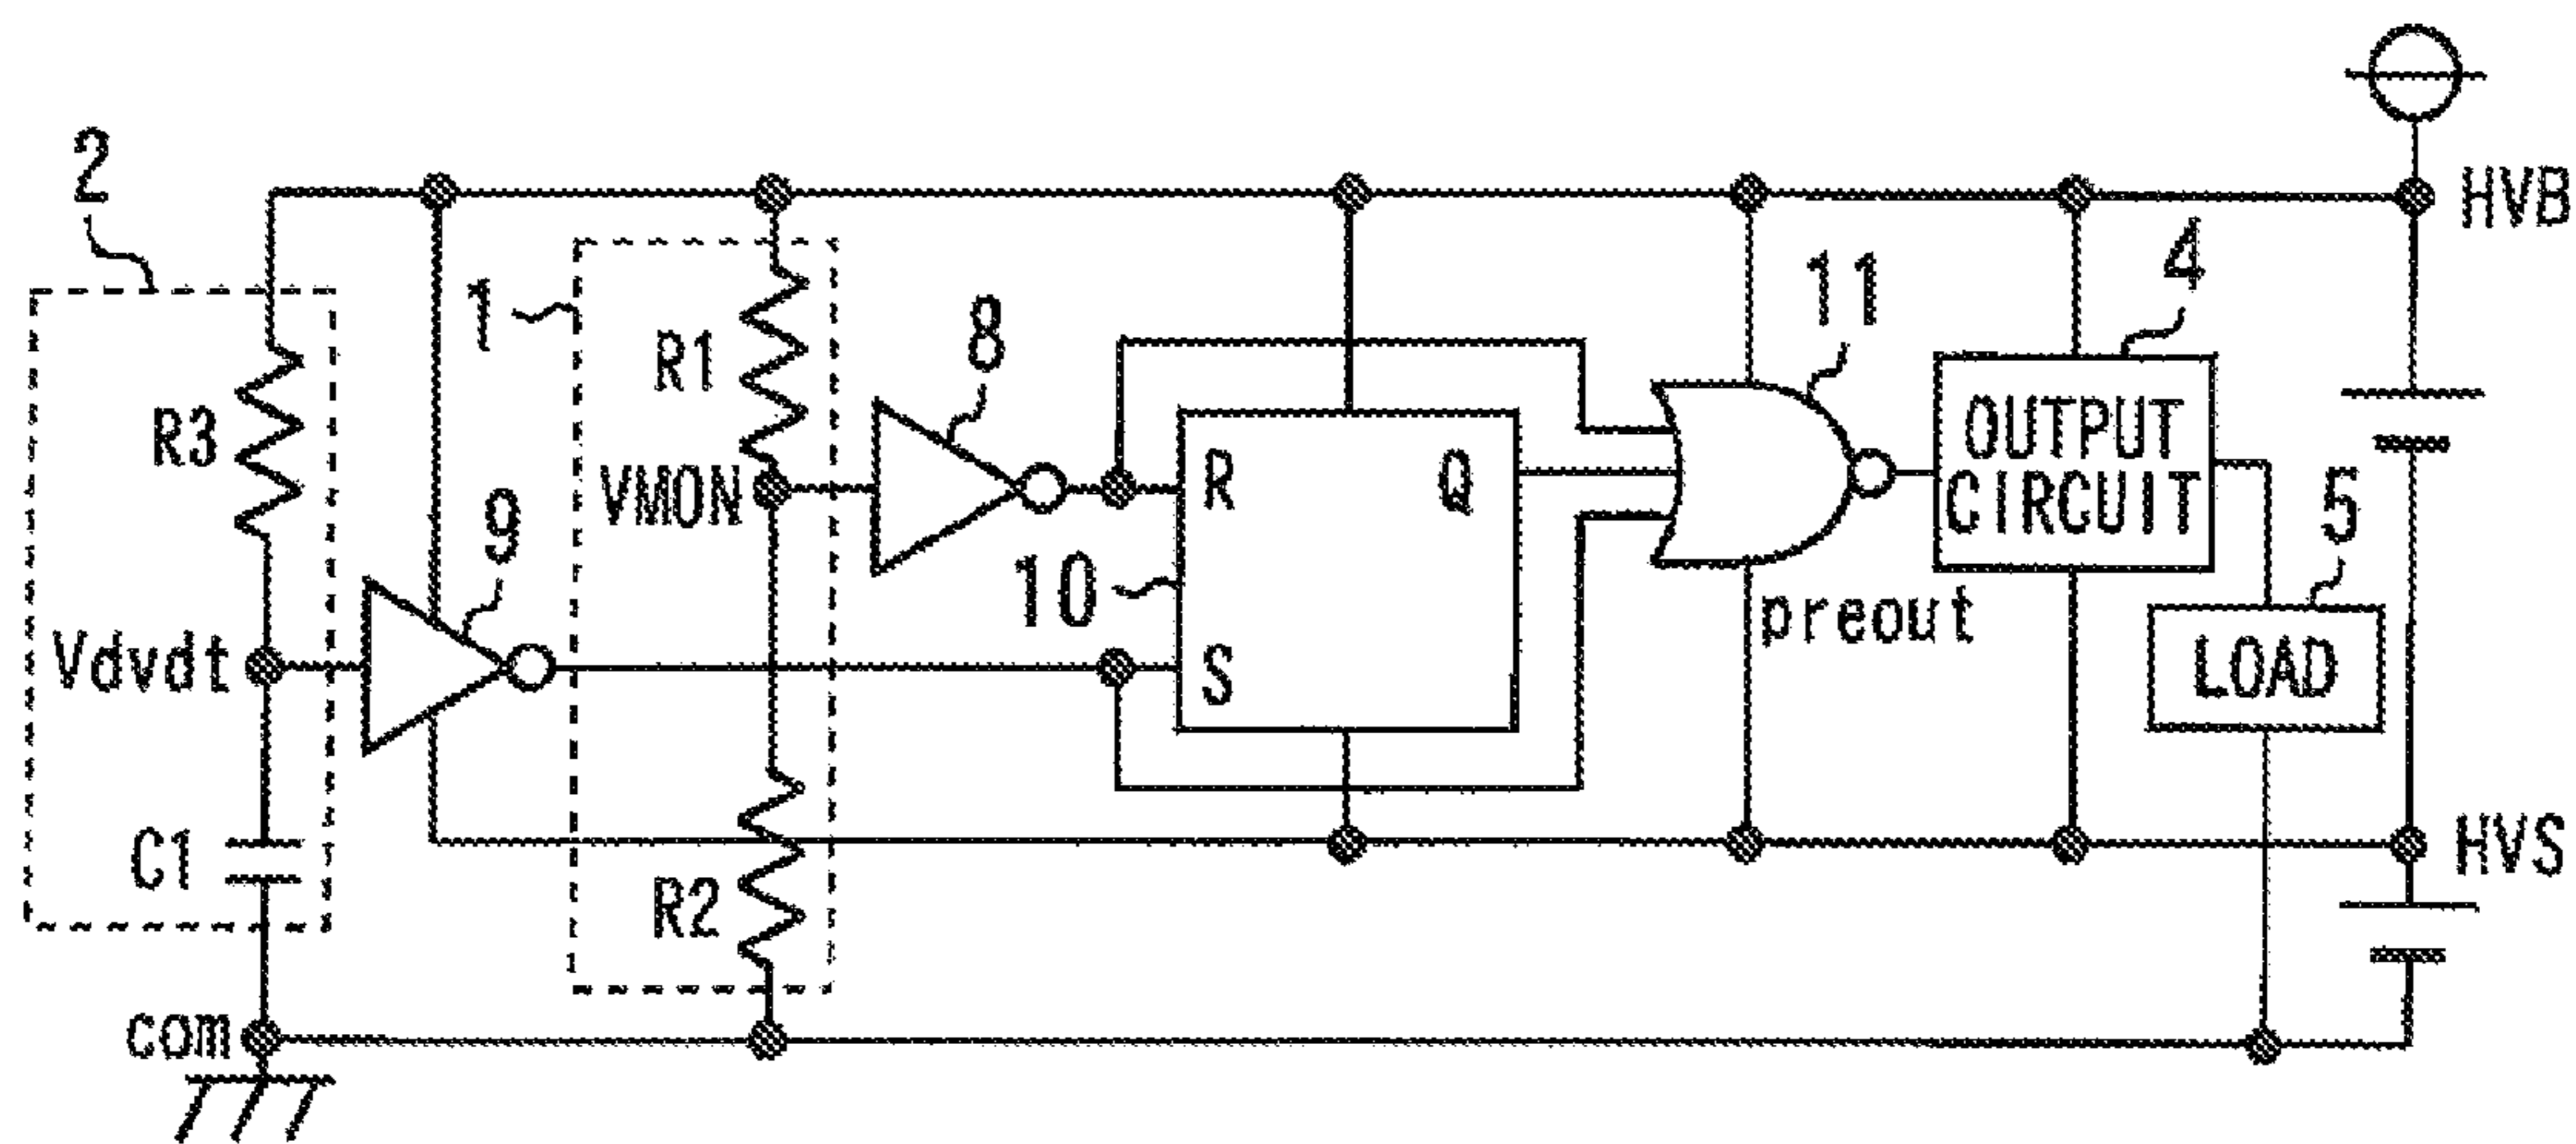 2
HVB
1
R1
8
11
4
R3
VMON
9
R
Q
OUTPUT
CIRCUIT
5
10
Vdvdt
S
preout
LOAD
C1
R2
HVS
com